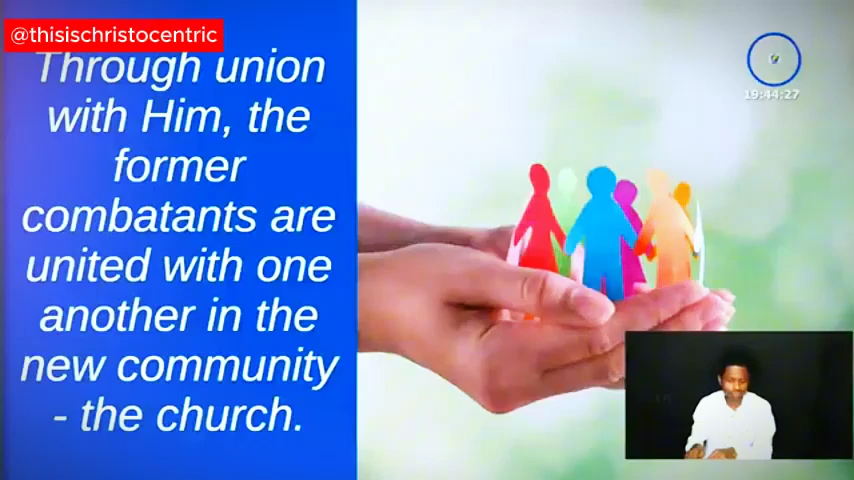 @thisischristocentric
Through union
with Him, the
former
combatants are
united with one
another in the
new community
- the church.
19:44:27